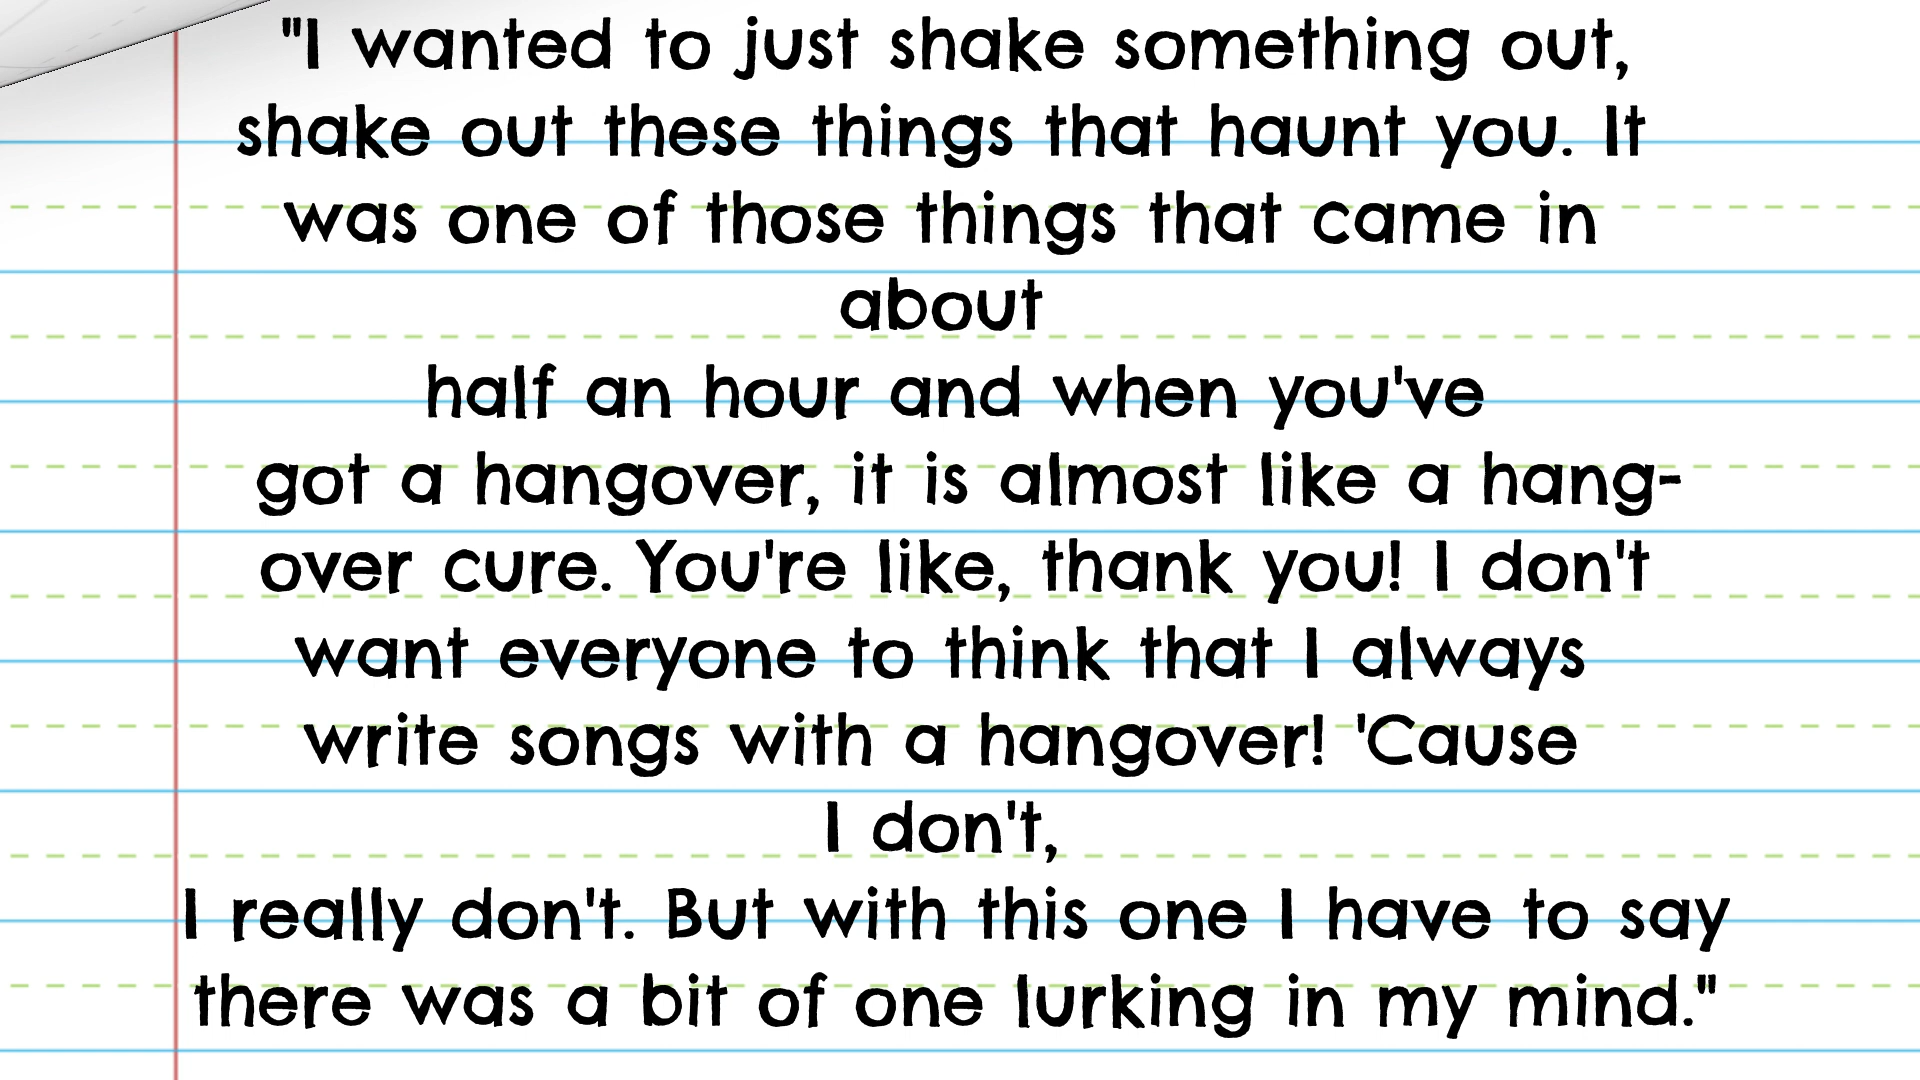 "I wanted to just shake something out,
shake out these things that haunt you. It
was one of those things that came in
about
half an hour and when you've
got a hangover, it is almost like a hang-
over cure. You're like, thank you! I don't
want everyone to think that I always
write songs with a hangover! 'Cause
I don't,
I really don't. But with this one I have to say
there was a bit of one lurking in my mind."